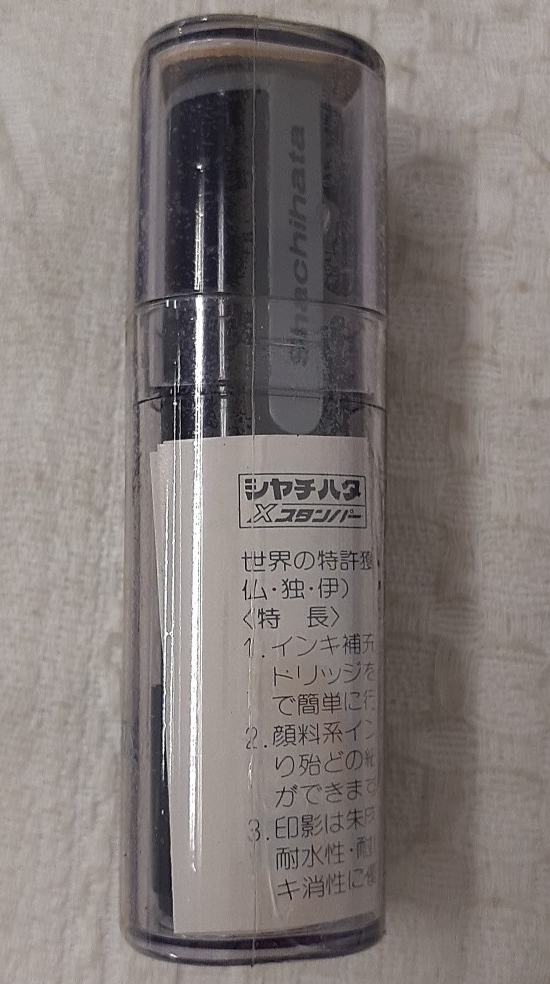 Shachihata
シヤチハタ
Xスタンパー
世界の特許
仏・独・伊)
〈特 長〉
1.インキ補充
ドリッジを
で簡単に行
2.顔料系イン
り殆どの紙
ができます
3.印影は朱
耐水性・耐
キ消性に